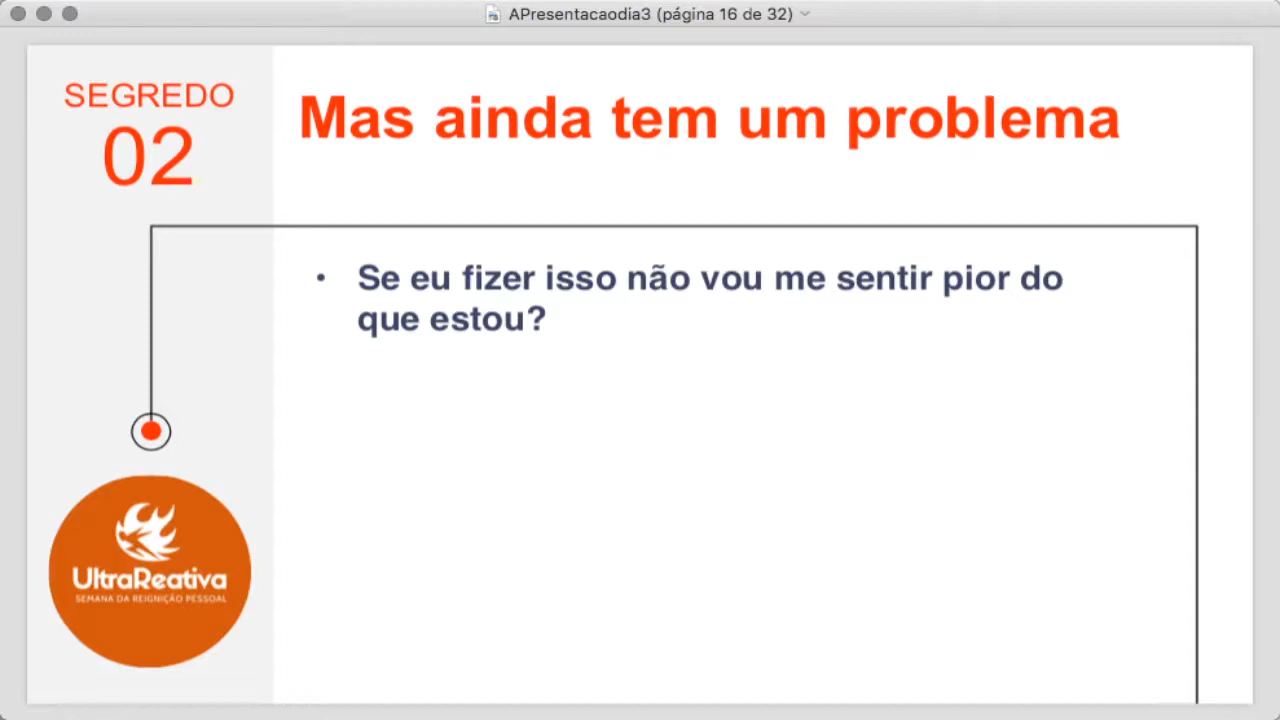 APresentacaodia3 (página 16 de 32)
SEGREDO
02
Mas ainda tem um problema
• Se eu fizer isso não vou me sentir pior do
que estou?
UltraReativa
SEMANA DA REIGNIÇÃO PESSOAL